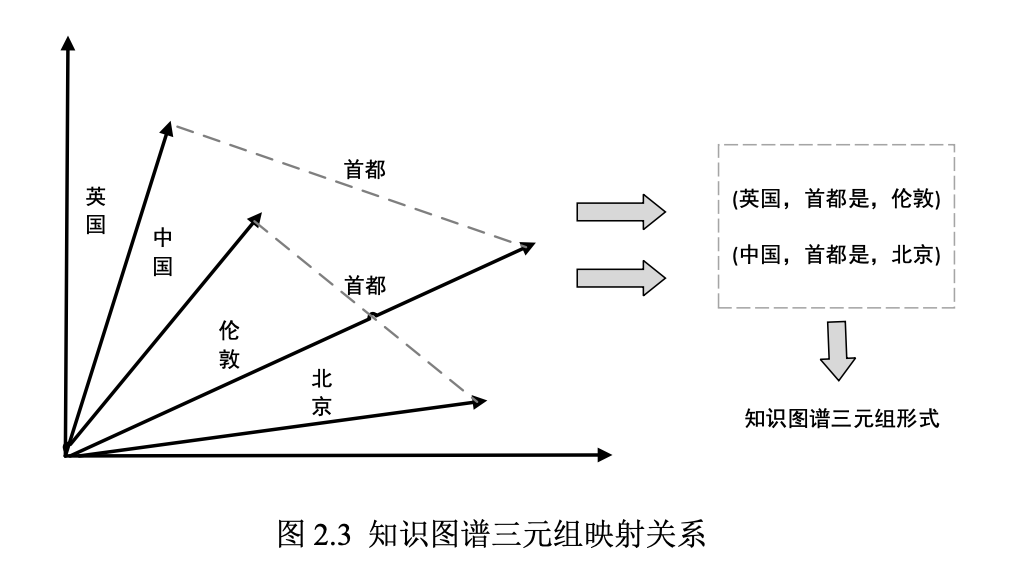 英国
中国
伦敦
北京
首都
首都
(英国，首都是，伦敦)
(中国，首都是，北京)
知识图谱三元组形式
图 2.3 知识图谱三元组映射关系